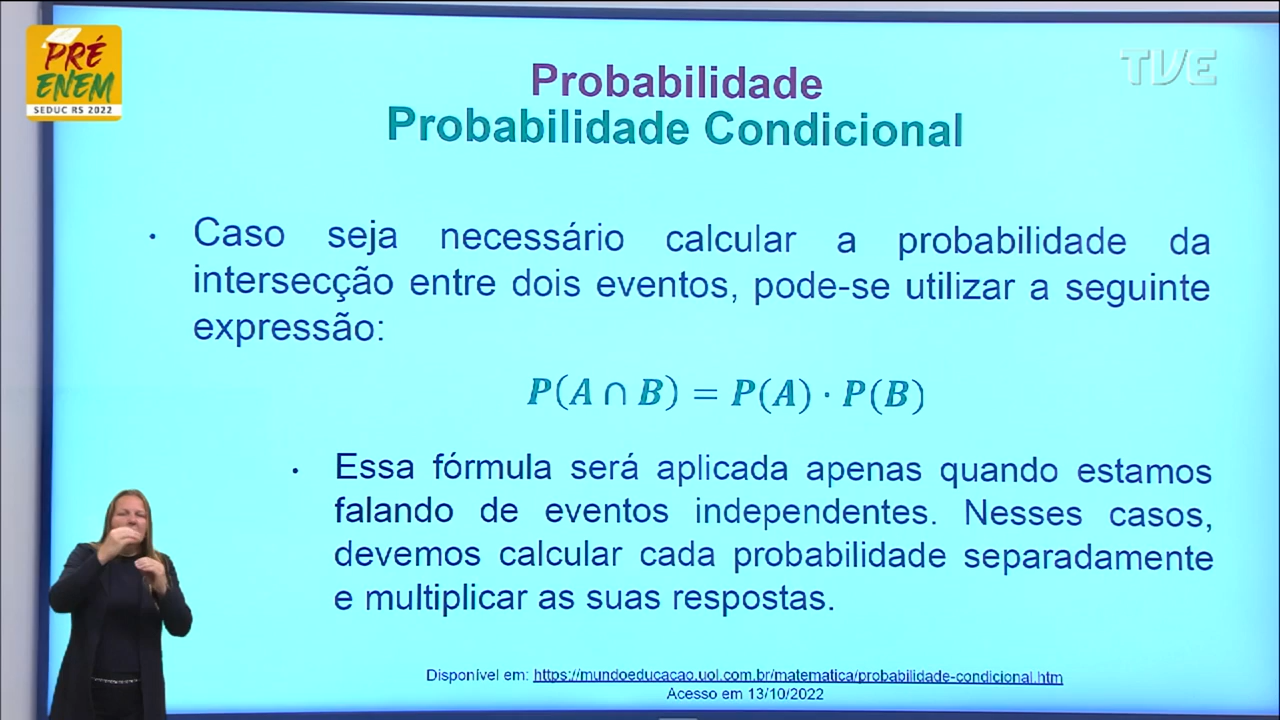 PRÉ
ENEM
SEDUC RS 2022
TVE
Probabilidade
Probabilidade Condicional
• Caso seja necessário calcular a probabilidade da
intersecção entre dois eventos, pode-se utilizar a seguinte
expressão:
P(A ∩ B) = P(A) · P(B)
• Essa fórmula será aplicada apenas quando estamos
falando de eventos independentes. Nesses casos,
devemos calcular cada probabilidade separadamente
e multiplicar as suas respostas.
Disponível em: https://mundoeducacao.uol.com.br/matematica/probabilidade-condicional.htm
Acesso em 13/10/2022